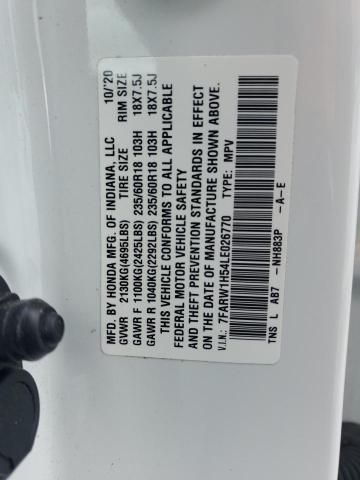 MFD. BY HONDA MFG. OF INDIANA, LLC 10/'20
GVWR 2130KG(4695LBS) TIRE SIZE RIM SIZE
GAWR F 1100KG(2425LBS) 235/60R18 103H 18X7.5J
GAWR R 1040KG(2292LBS) 235/60R18 103H 18X7.5J
THIS VEHICLE CONFORMS TO ALL APPLICABLE
FEDERAL MOTOR VEHICLE SAFETY
AND THEFT PREVENTION STANDARDS IN EFFECT
ON THE DATE OF MANUFACTURE SHOWN ABOVE
V.I.N.: 7FARW1H54LE026770 TYPE: MPV
TNS L AB7 -NH883P -A-E